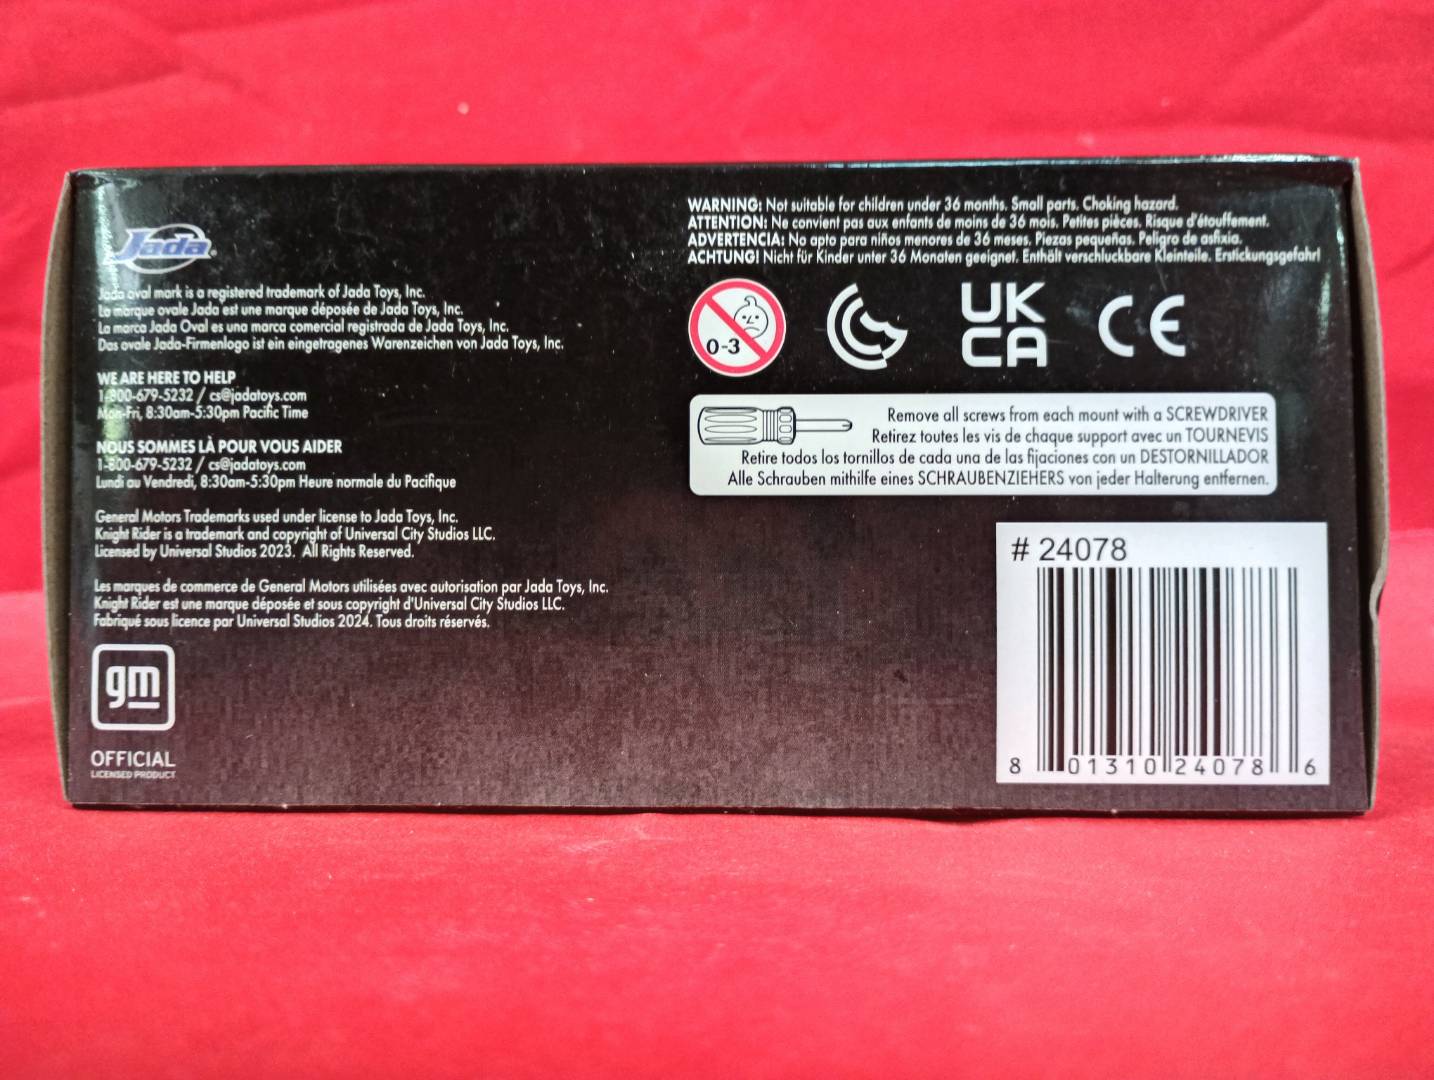 Jada
Jada oval mark is a registered trademark of Jada Toys, Inc.
La marque ovale Jada est une marque déposée de Jada Toys, Inc.
La marca Jada Oval es una marca comercial registrada de Jada Toys, Inc.
Das ovale Jada-Firmenlogo ist ein eingetragenes Warenzeichen von Jada Toys, Inc.
WE ARE HERE TO HELP
1-800-679-5232 / cs@jadatoys.com
Mon-Fri, 8:30am-5:30pm Pacific Time
NOUS SOMMES LÀ POUR VOUS AIDER
1-800-679-5232 / cs@jadatoys.com
Lundi au Vendredi, 8:30am-5:30pm Heure normale du Pacifique
General Motors Trademarks used under license to Jada Toys, Inc.
Knight Rider is a trademark and copyright of Universal City Studios LLC.
Licensed by Universal Studios 2023. All Rights Reserved.
Les marques de commerce de General Motors utilisées avec autorisation par Jada Toys, Inc.
Knight Rider est une marque déposée et sous copyright d'Universal City Studios LLC.
Fabriqué sous licence par Universal Studios 2024. Tous droits réservés.
gm
OFFICIAL
LICENSED PRODUCT
WARNING: Not suitable for children under 36 months. Small parts. Choking hazard.
ATTENTION: Ne convient pas aux enfants de moins de 36 mois. Petites pièces. Risque d'étouffement.
ADVERTENCIA: No apto para niños menores de 36 meses. Piezas pequeñas. Peligro de asfixia.
ACHTUNG! Nicht für Kinder unter 36 Monaten geeignet. Enthält verschluckbare Kleinteile. Erstickungsgefahr!
0-3
UK
CA
CE
Remove all screws from each mount with a SCREWDRIVER
Retirez toutes les vis de chaque support avec un TOURNEVIS
Retire todos los tornillos de cada una de las fijaciones con un DESTORNILLADOR
Alle Schrauben mithilfe eines SCHRAUBENZIEHERS von jeder Halterung entfernen.
# 24078
8 01310 24078 6